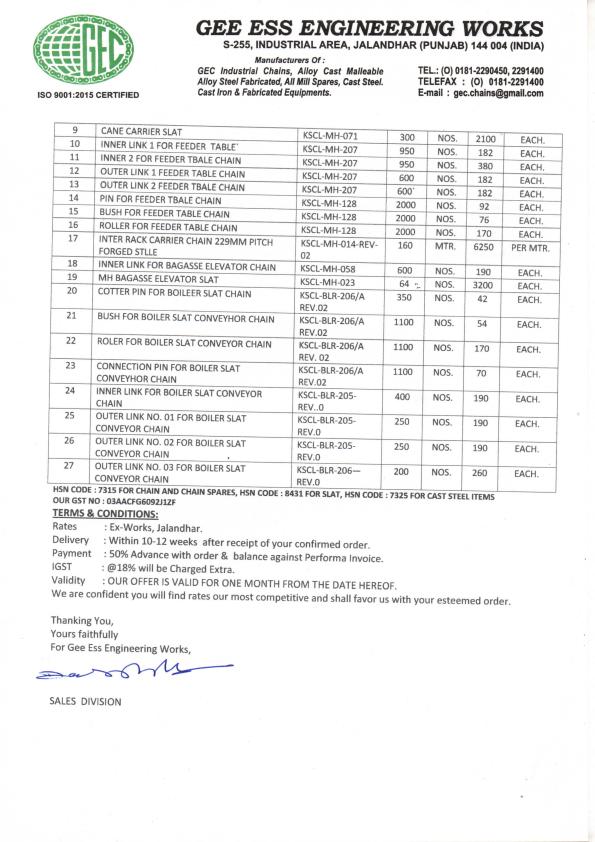 GEC
ISO 9001:2015 CERTIFIED
GEE ESS ENGINEERING WORKS
S-255, INDUSTRIAL AREA, JALANDHAR (PUNJAB) 144 004 (INDIA)
Manufacturers Of :
GEC Industrial Chains, Alloy Cast Malleable
Alloy Steel Fabricated, All Mill Spares, Cast Steel.
Cast Iron & Fabricated Equipments.
TEL.: (O) 0181-2290450, 2291400
TELEFAX : (O) 0181-2291400
E-mail : gec.chains@gmail.com
9 CANE CARRIER SLAT KSCL-MH-071 300 NOS. 2100 EACH.
10 INNER LINK 1 FOR FEEDER TABLE KSCL-MH-207 950 NOS. 182 EACH.
11 INNER 2 FOR FEEDER TBALE CHAIN KSCL-MH-207 950 NOS. 380 EACH.
12 OUTER LINK 1 FEEDER TABLE CHAIN KSCL-MH-207 600 NOS. 182 EACH.
13 OUTER LINK 2 FEEDER TBALE CHAIN KSCL-MH-207 600 NOS. 182 EACH.
14 PIN FOR FEEDER TBALE CHAIN KSCL-MH-128 2000 NOS. 92 EACH.
15 BUSH FOR FEEDER TABLE CHAIN KSCL-MH-128 2000 NOS. 76 EACH.
16 ROLLER FOR FEEDER TABLE CHAIN KSCL-MH-128 2000 NOS. 170 EACH.
17 INTER RACK CARRIER CHAIN 229MM PITCH KSCL-MH-014-REV- 160 MTR. 6250 PER MTR.
FORGED STLLE 02
18 INNER LINK FOR BAGASSE ELEVATOR CHAIN KSCL-MH-058 600 NOS. 190 EACH.
19 MH BAGASSE ELEVATOR SLAT KSCL-MH-023 64 NOS. 3200 EACH.
20 COTTER PIN FOR BOILEER SLAT CHAIN KSCL-BLR-206/A 350 NOS. 42 EACH.
REV.02
21 BUSH FOR BOILER SLAT CONVEYHOR CHAIN KSCL-BLR-206/A 1100 NOS. 54 EACH.
REV.02
22 ROLER FOR BOILER SLAT CONVEYOR CHAIN KSCL-BLR-206/A 1100 NOS. 170 EACH.
REV. 02
23 CONNECTION PIN FOR BOILER SLAT KSCL-BLR-206/A 1100 NOS. 70 EACH.
CONVEYHOR CHAIN REV.02
24 INNER LINK FOR BOILER SLAT CONVEYOR KSCL-BLR-205- 400 NOS. 190 EACH.
CHAIN REV..0
25 OUTER LINK NO. 01 FOR BOILER SLAT KSCL-BLR-205- 250 NOS. 190 EACH.
CONVEYOR CHAIN REV.0
26 OUTER LINK NO. 02 FOR BOILER SLAT KSCL-BLR-205- 250 NOS. 190 EACH.
CONVEYOR CHAIN REV.0
27 OUTER LINK NO. 03 FOR BOILER SLAT KSCL-BLR-206— 200 NOS. 260 EACH.
CONVEYOR CHAIN REV.0
HSN CODE : 7315 FOR CHAIN AND CHAIN SPARES, HSN CODE : 8431 FOR SLAT, HSN CODE : 7325 FOR CAST STEEL ITEMS
OUR GST NO : 03AACFG6092J1ZF
TERMS & CONDITIONS:
Rates : Ex-Works, Jalandhar.
Delivery : Within 10-12 weeks after receipt of your confirmed order.
Payment : 50% Advance with order & balance against Performa Invoice.
IGST : @18% will be Charged Extra.
Validity : OUR OFFER IS VALID FOR ONE MONTH FROM THE DATE HEREOF.
We are confident you will find rates our most competitive and shall favor us with your esteemed order.
Thanking You,
Yours faithfully
For Gee Ess Engineering Works,
SALES DIVISION